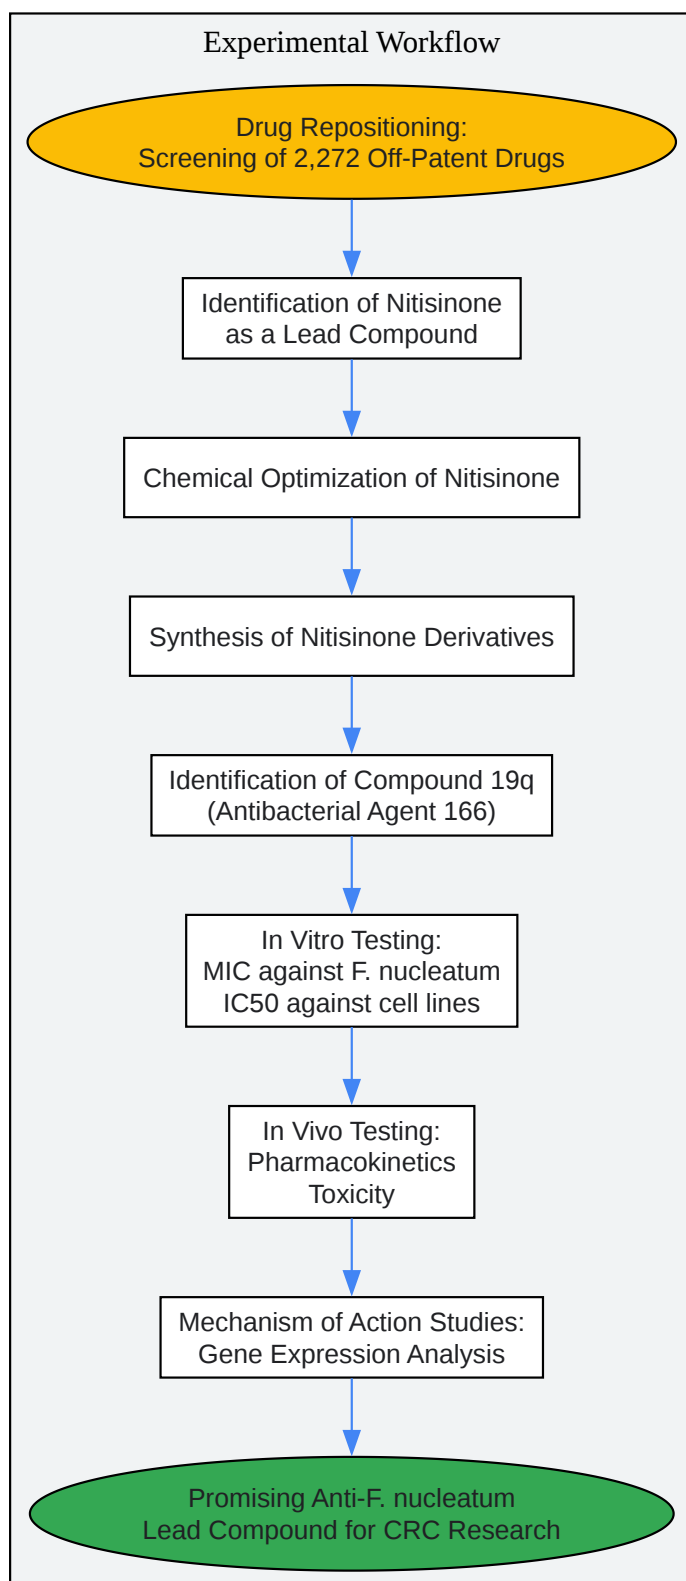 Experimental Workflow
Drug Repositioning:
Screening of 2,272 Off-Patent Drugs
Identification of Nitisinone
as a Lead Compound
Chemical Optimization of Nitisinone
Synthesis of Nitisinone Derivatives
Identification of Compound 19q
(Antibacterial Agent 166)
In Vitro Testing:
MIC against F. nucleatum
IC50 against cell lines
In Vivo Testing:
Pharmacokinetics
Toxicity
Mechanism of Action Studies:
Gene Expression Analysis
Promising Anti-F. nucleatum
Lead Compound for CRC Research